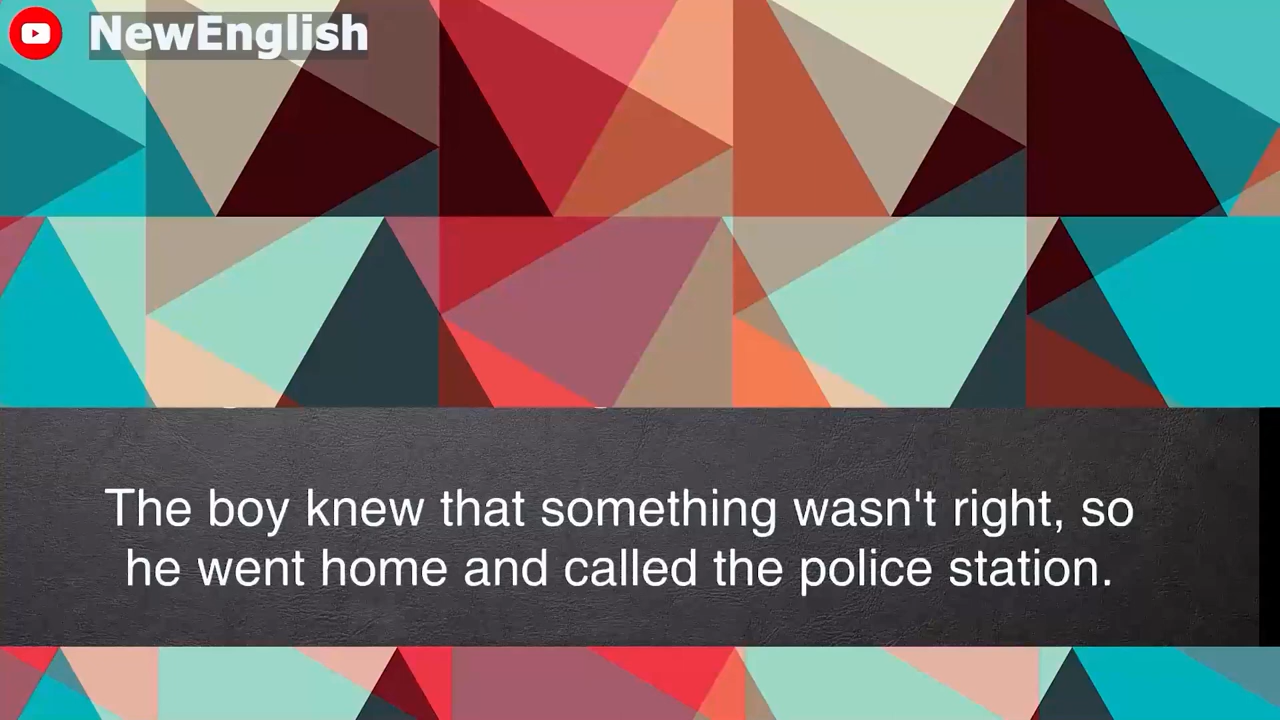 NewEnglish
The boy knew that something wasn't right, so
he went home and called the police station.